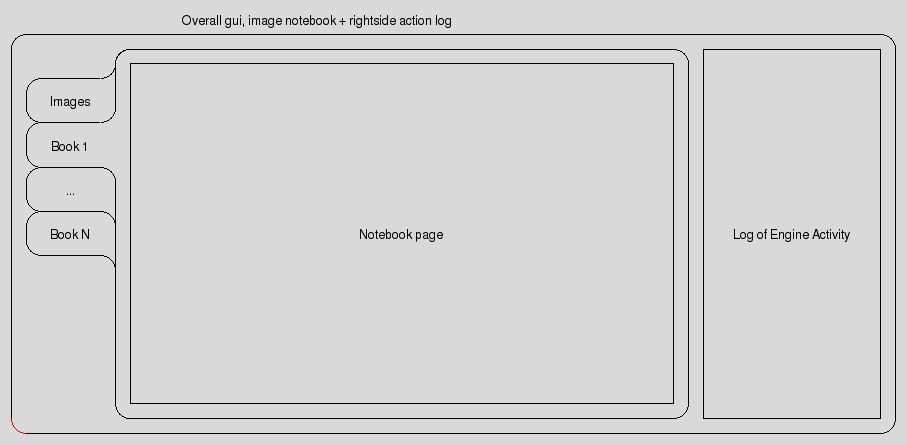 Overall gui, image notebook + rightside action log
Images
Book 1
...
Book N
Notebook page
Log of Engine Activity